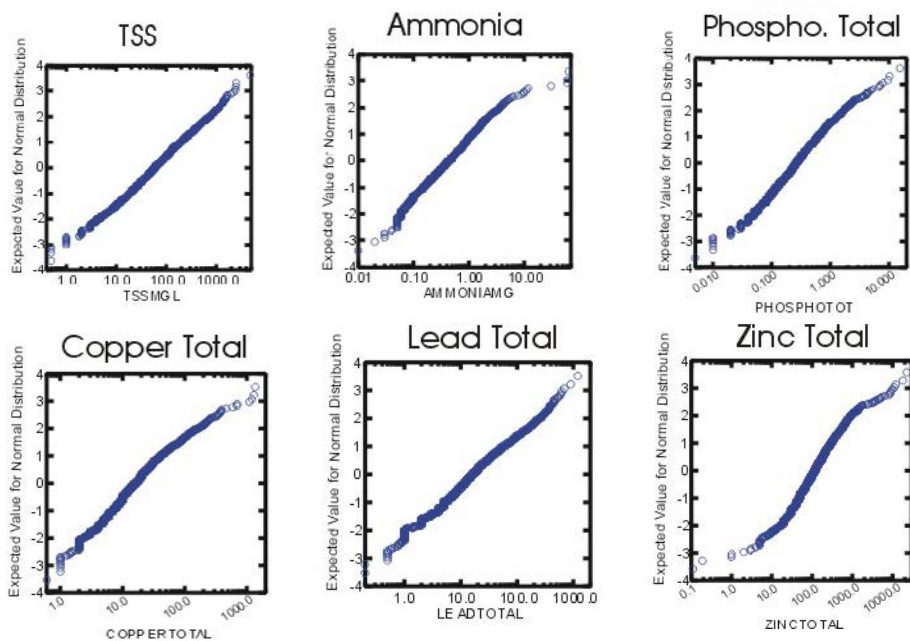 TSS
Expected Value for Normal Distribution
4
3
2
1
0
-1
-2
-3
-4
1.0 10.0 100.0 1000.0
TSSMGL
Ammonia
Expected Value for Normal Distribution
4
3
2
1
0
-1
-2
-3
-4
0.01 0.10 1.00 10.00
AMMONIAMG
Phospho. Total
Expected Value for Normal Distribution
4
3
2
1
0
-1
-2
-3
-4
0.010 0.100 1.000 10.000
PHOSPHOTOT
Copper Total
Expected Value for Normal Distribution
4
3
2
1
0
-1
-2
-3
-4
1.0 10.0 100.0 1000.0
COPPERTOTAL
Lead Total
Expected Value for Normal Distribution
4
3
2
1
0
-1
-2
-3
-4
1.0 10.0 100.0 1000.0
LEADTOTAL
Zinc Total
Expected Value for Normal Distribution
4
3
2
1
0
-1
-2
-3
-4
0.1 1.0 10.0 100.0 1000.0 10000.0
ZINCTOTAL